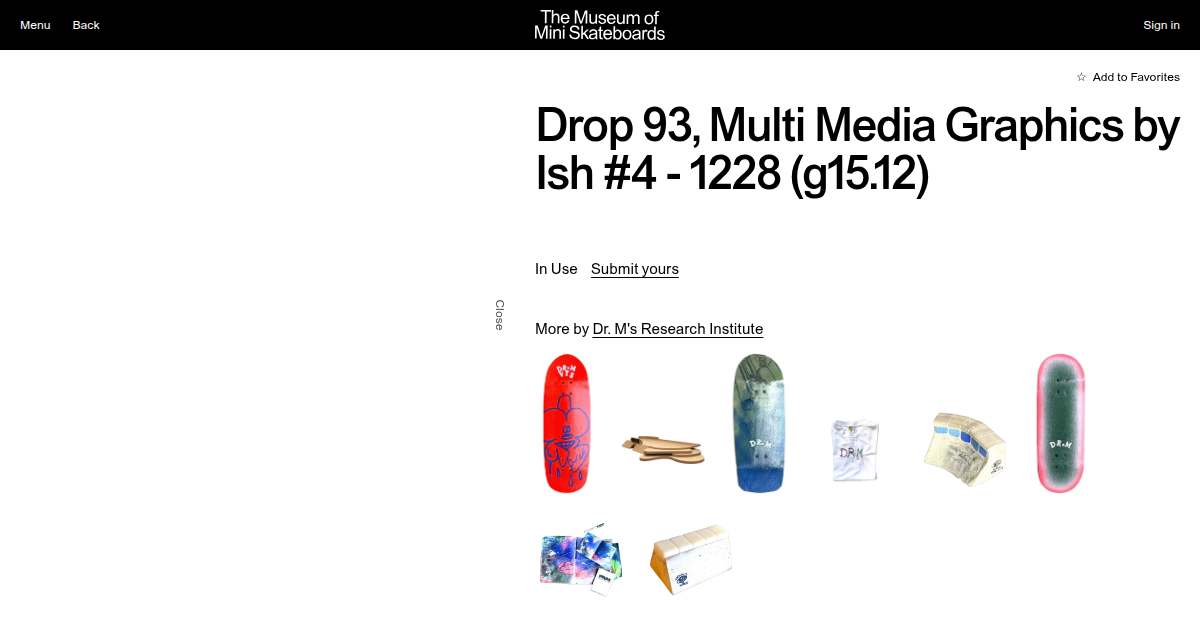 Menu
Back
The Museum of
Mini Skateboards
Sign in
☆ Add to Favorites
Drop 93, Multi Media Graphics by
Ish #4 - 1228 (g15.12)
In Use
Submit yours
Close
More by Dr. M's Research Institute
DR.M
DR.M
DR.M